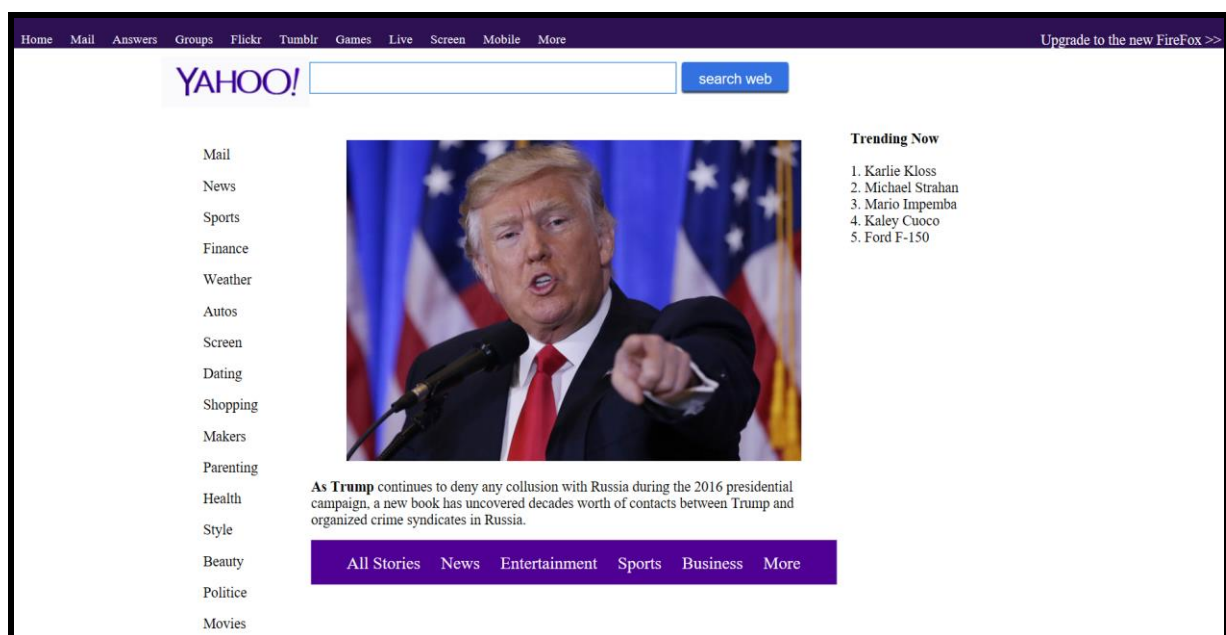 Home Mail Answers Groups Flickr Tumblr Games Live Screen Mobile More Upgrade to the new FireFox >>
YAHOO! search web
Mail
News
Sports
Finance
Weather
Autos
Screen
Dating
Shopping
Makers
Parenting
Health
Style
Beauty
Politice
Movies
As Trump continues to deny any collusion with Russia during the 2016 presidential
campaign, a new book has uncovered decades worth of contacts between Trump and
organized crime syndicates in Russia.
All Stories News Entertainment Sports Business More
Trending Now
1. Karlie Kloss
2. Michael Strahan
3. Mario Impemba
4. Kaley Cuoco
5. Ford F-150